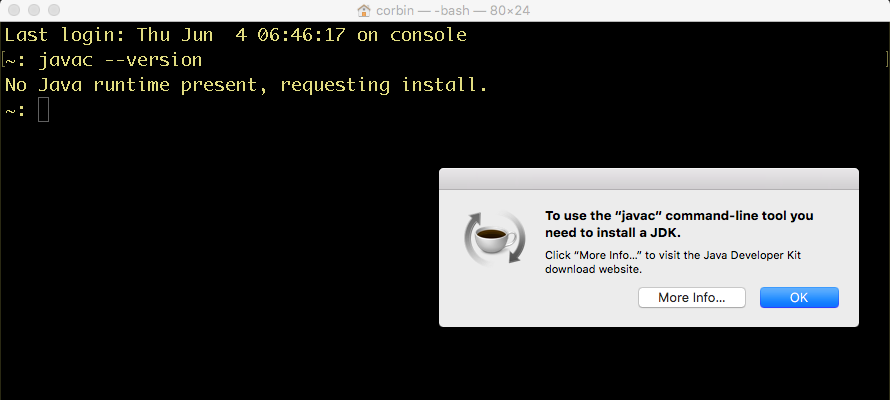 corbin — -bash — 80×24
Last login: Thu Jun  4 06:46:17 on console
[~: javac --version]
No Java runtime present, requesting install.
~:
To use the “javac” command-line tool you
need to install a JDK.
Click “More Info…” to visit the Java Developer Kit
download website.
More Info…
OK